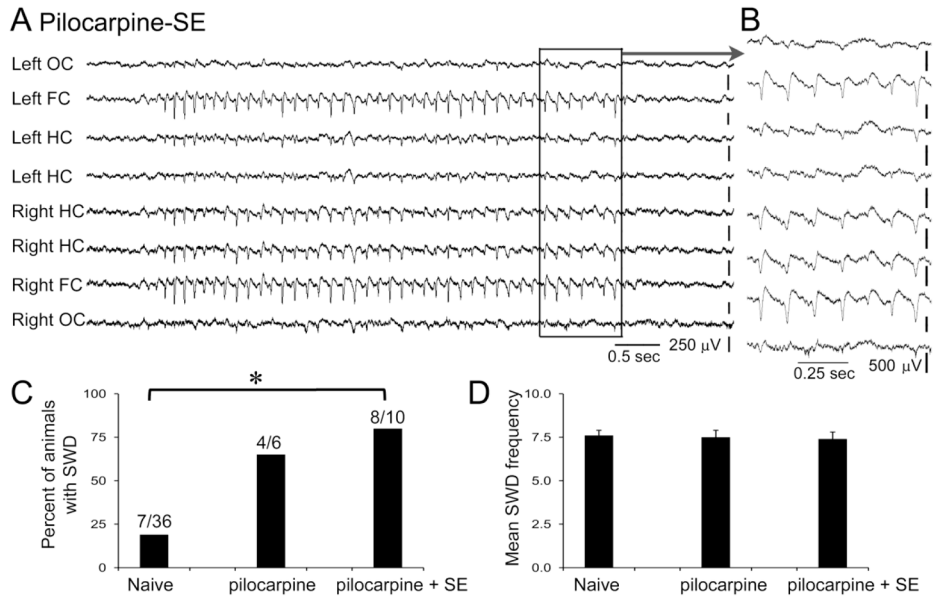 A Pilocarpine-SE
B
Left OC
Left FC
Left HC
Left HC
Right HC
Right HC
Right FC
Right OC
0.5 sec
250 μV
0.25 sec
500 μV
C
Percent of animals
with SWD
100
75
50
25
0
*
7/36
4/6
8/10
Naive
pilocarpine
pilocarpine + SE
D
Mean SWD frequency
10.0
7.5
5.0
2.5
0.0
Naive
pilocarpine
pilocarpine + SE